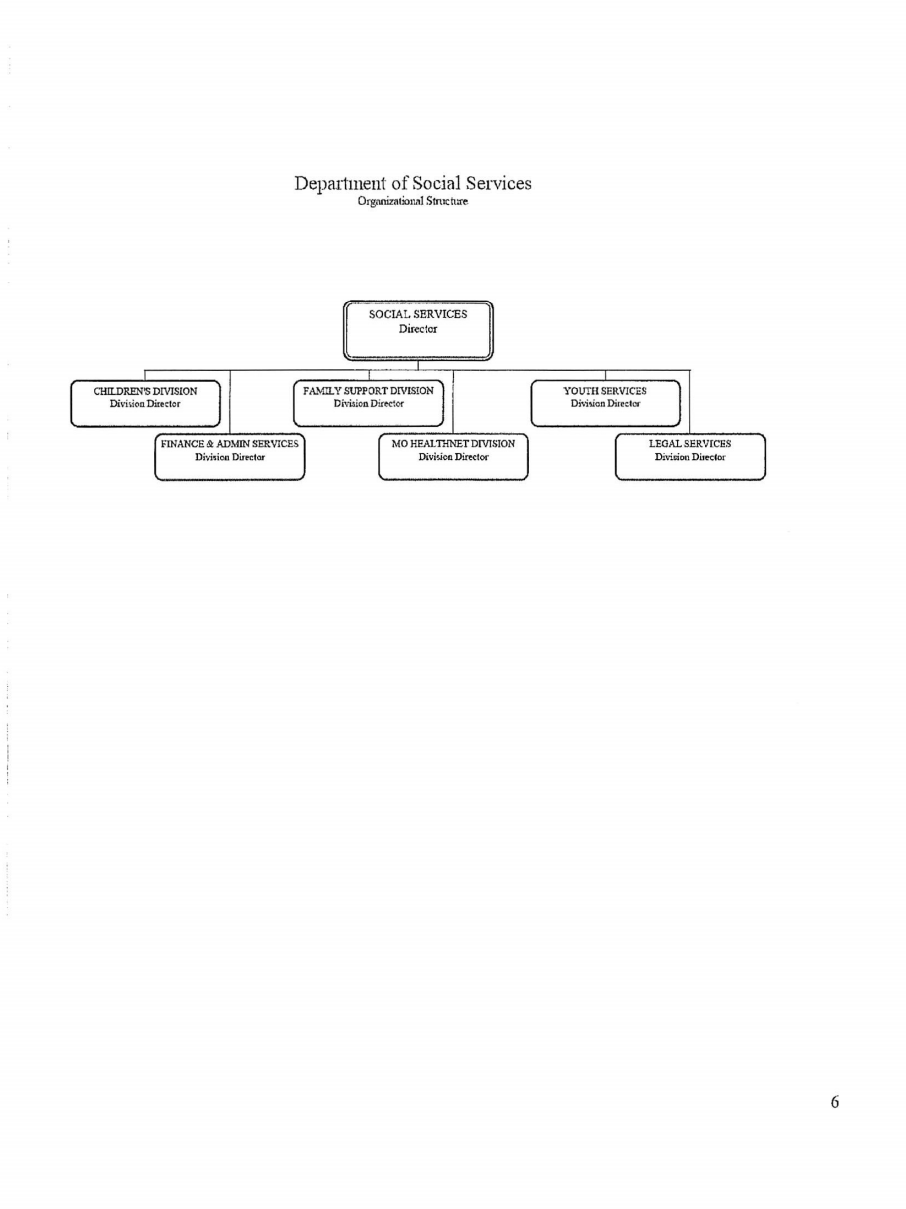 Department of Social Services
Organizational Structure
SOCIAL SERVICES
Director
CHILDREN'S DIVISION
Division Director
FAMILY SUPPORT DIVISION
Division Director
YOUTH SERVICES
Division Director
FINANCE & ADMIN SERVICES
Division Director
MO HEALTHNET DIVISION
Division Director
LEGAL SERVICES
Division Director
6